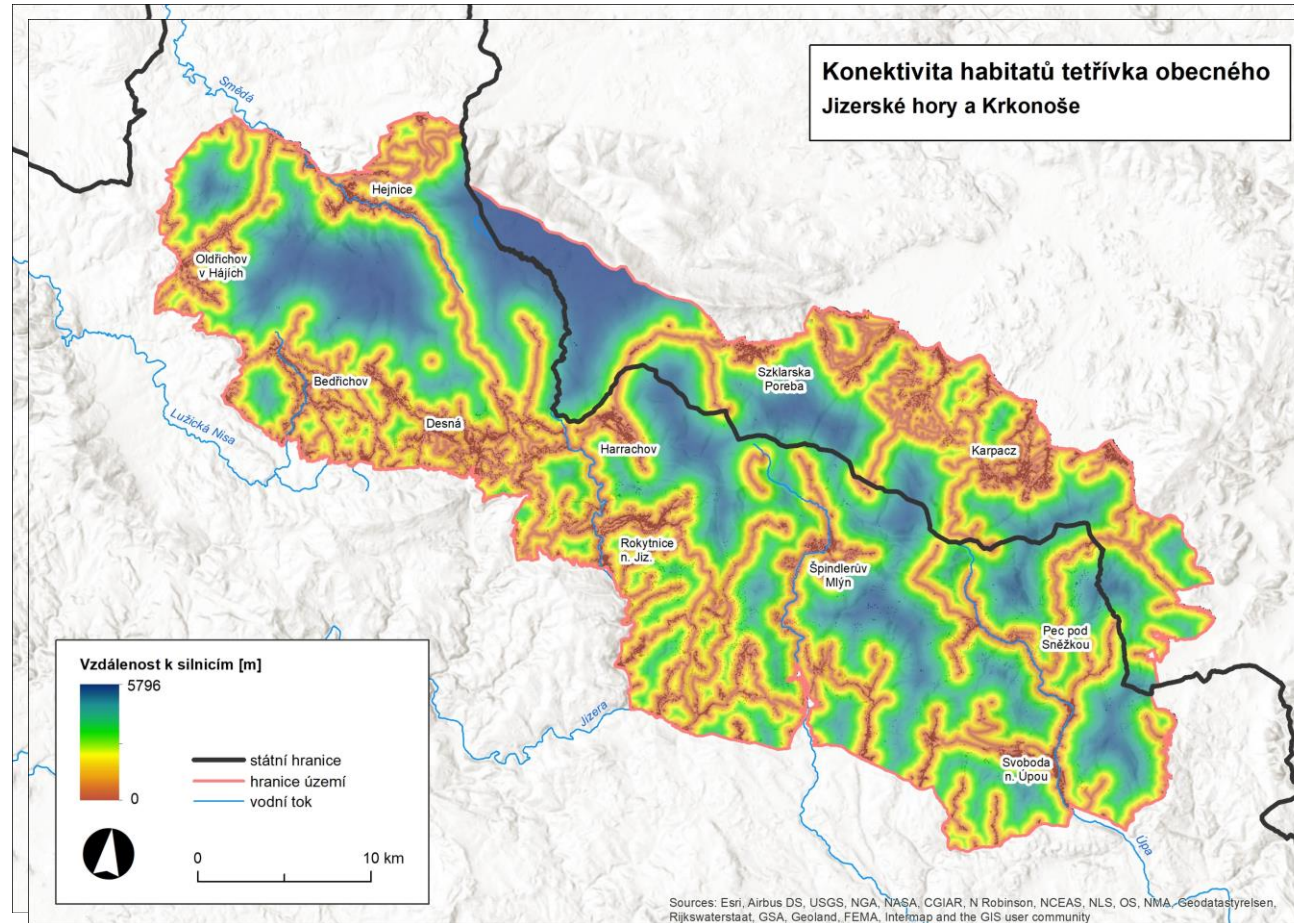 Konektivita habitatů tetřívka obecného
Jizerské hory a Krkonoše
Smědá
Hejnice
Oldřichov
v Hájích
Bedřichov
Desná
Lužická Nisa
Szklarska
Poreba
Harrachov
Karpacz
Rokytnice
n. Jiz.
Špindlerův
Mlýn
Pec pod
Sněžkou
Jizera
Svoboda
n. Úpou
Úpa
Vzdálenost k silnicím [m]
5796
0
státní hranice
hranice území
vodní tok
0
10 km
Sources: Esri, Airbus DS, USGS, NGA, NASA, CGIAR, N Robinson, NCEAS, NLS, OS, NMA, Geodatastyrelsen,
Rijkswaterstaat, GSA, Geoland, FEMA, Intermap and the GIS user community